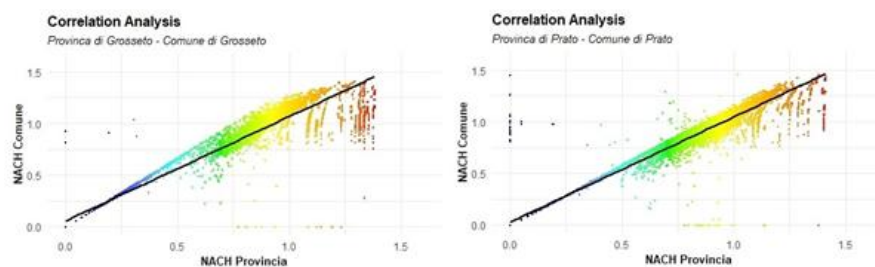 Correlation Analysis
Provinca di Grosseto - Comune di Grosseto
1.5
1.0
0.5
0.0
NACH Comune
0.0 0.5 1.0 1.5
NACH Provincia
Correlation Analysis
Provinca di Prato - Comune di Prato
1.5
1.0
0.5
0.0
NACH Comune
0.0 0.5 1.0 1.5
NACH Provincia